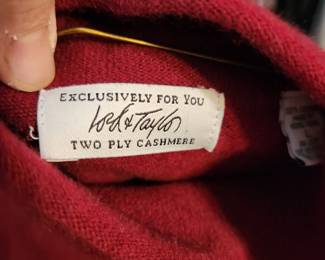 EXCLUSIVELY FOR YOU
Lord & Taylor
TWO PLY CASHMERE